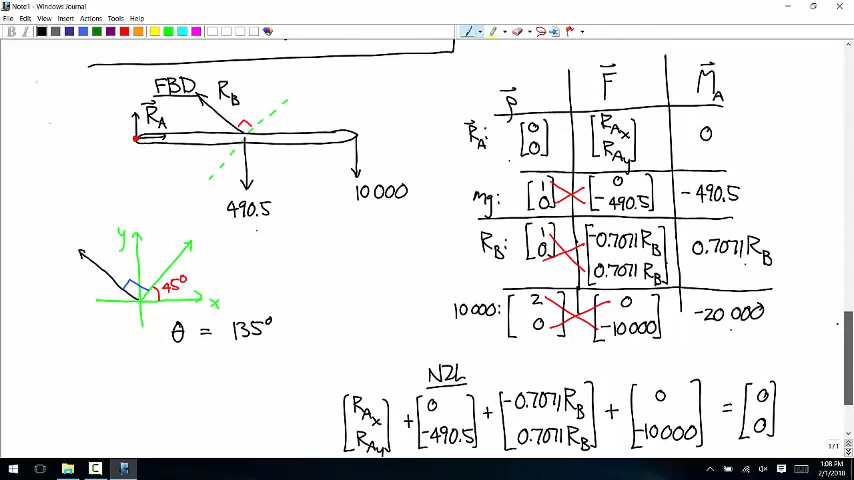 Note1 - Windows Journal
File Edit View Insert Actions Tools Help
FBD
R_B
R_A
490.5
10 000
y
x
45°
θ = 135°
ρ F M_A
R_A: [0 0] [R_Ax R_Ay] 0
mg: [1 0] [0 -490.5] -490.5
R_B: [1 0] [-0.7071 R_B 0.7071 R_B] 0.7071 R_B
10 000: [2 0] [0 -10000] -20 000
N2L
[R_Ax R_Ay] + [0 -490.5] + [-0.7071 R_B 0.7071 R_B] + [0 -10000] = [0 0]
1/1
1:08 PM
2/1/2018